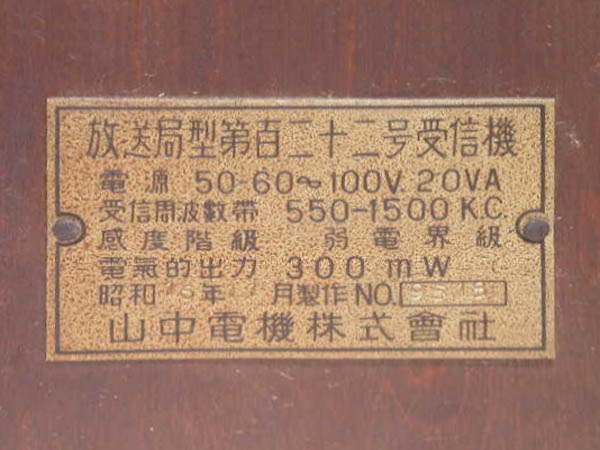 放送局型第百二十二号受信機
電源 50-60~100V. 20VA
受信周波數帶 550-1500 K.C.
感度階級 弱電界級
電氣的出力 300 mW
昭和 年 月製作 NO.
山中電機株式會社